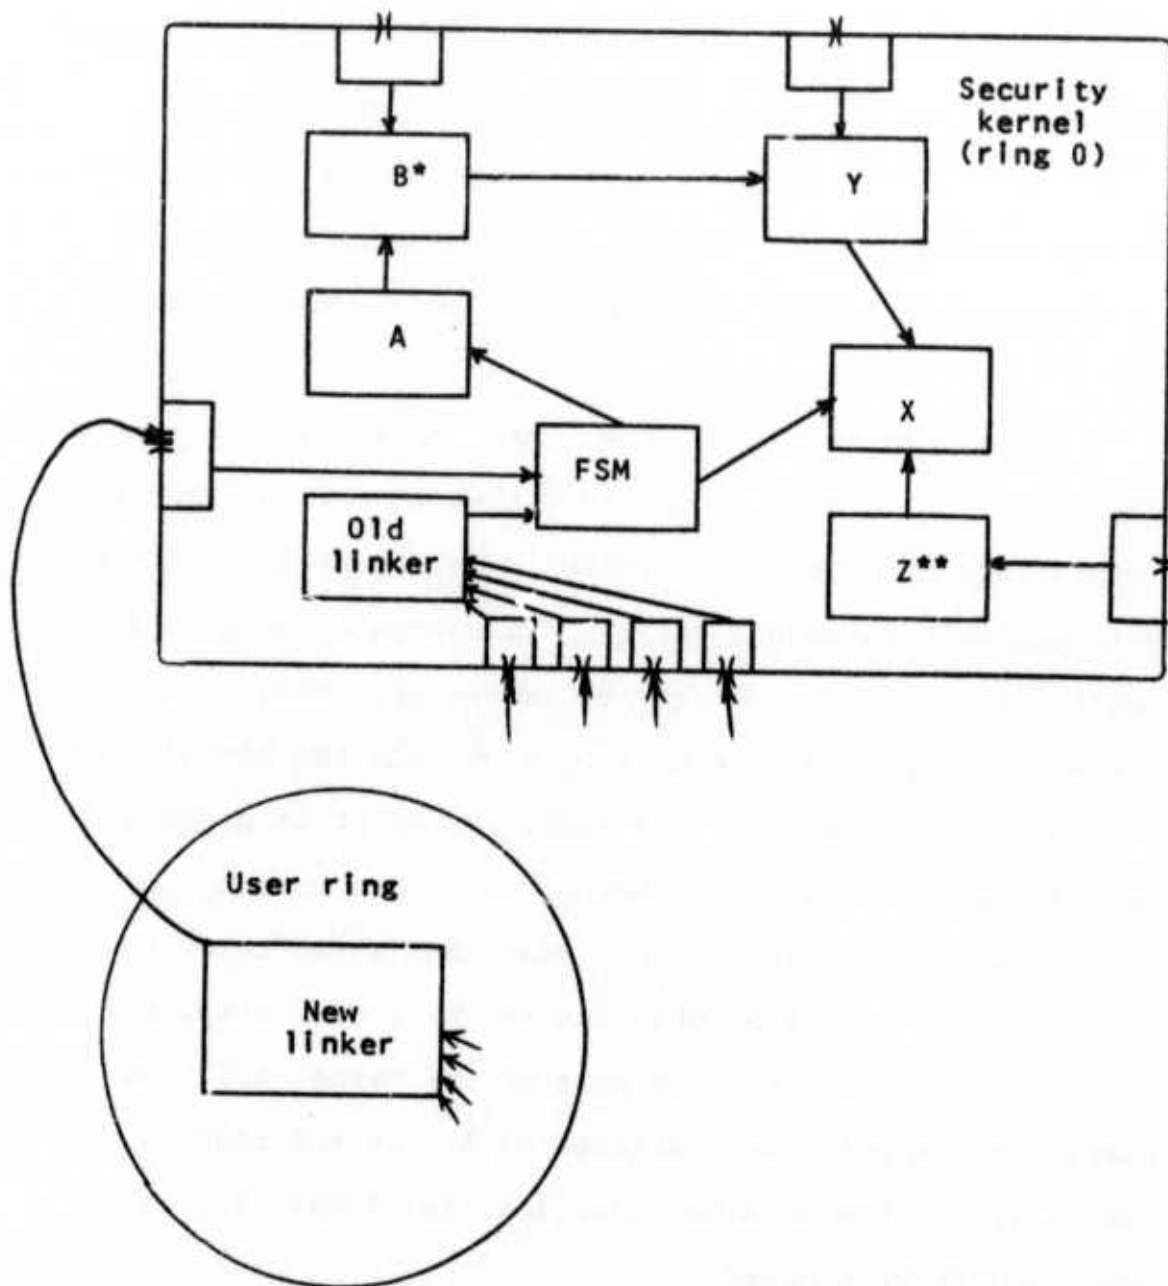 Security
kernel
(ring 0)
B*
Y
A
X
FSM
Old
linker
Z**
User ring
New
linker